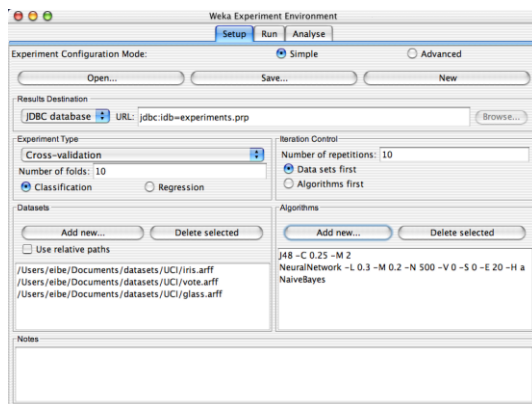 Weka Experiment Environment
Setup Run Analyse
Experiment Configuration Mode: Simple Advanced
Open... Save... New
Results Destination
JDBC database URL: jdbc:idb=experiments.prp Browse...
Experiment Type
Cross-validation
Number of folds: 10
Classification Regression
Iteration Control
Number of repetitions: 10
Data sets first
Algorithms first
Datasets
Add new... Delete selected
Use relative paths
/Users/eibe/Documents/datasets/UCI/iris.arff
/Users/eibe/Documents/datasets/UCI/vote.arff
/Users/eibe/Documents/datasets/UCI/glass.arff
Algorithms
Add new... Delete selected
J48 -C 0.25 -M 2
NeuralNetwork -L 0.3 -M 0.2 -N 500 -V 0 -S 0 -E 20 -H a
NaiveBayes
Notes